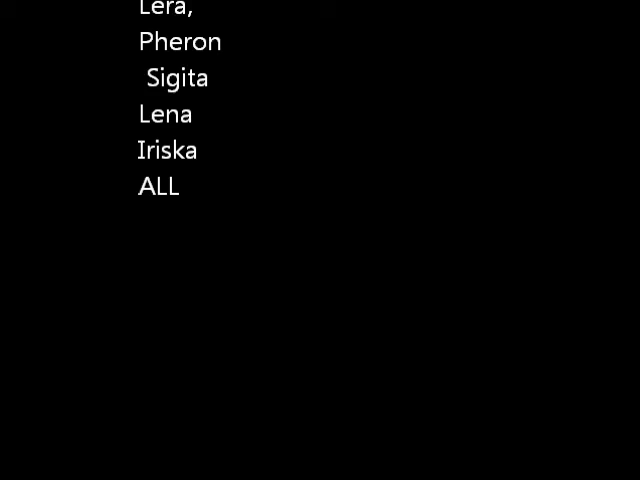 Lera,
Pheron
Sigita
Lena
Iriska
ALL